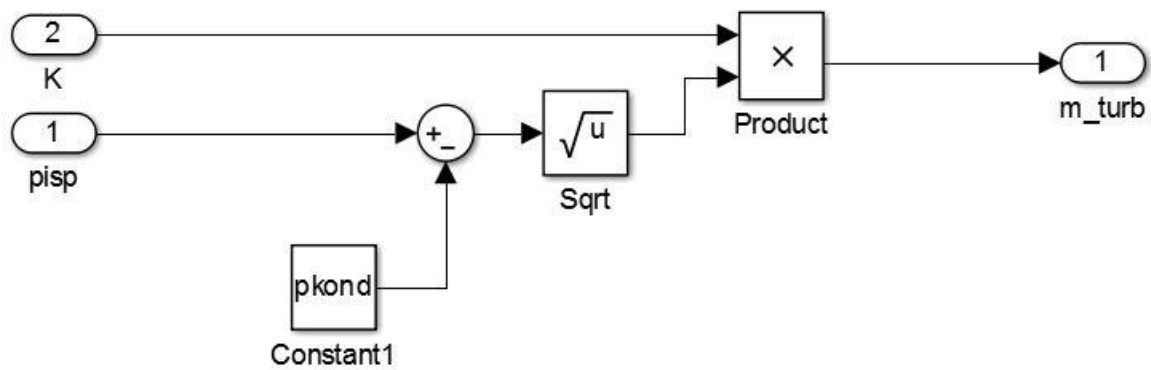 2
K
1
pisp
+
−
√u
Sqrt
×
Product
1
m_turb
pkond
Constant1